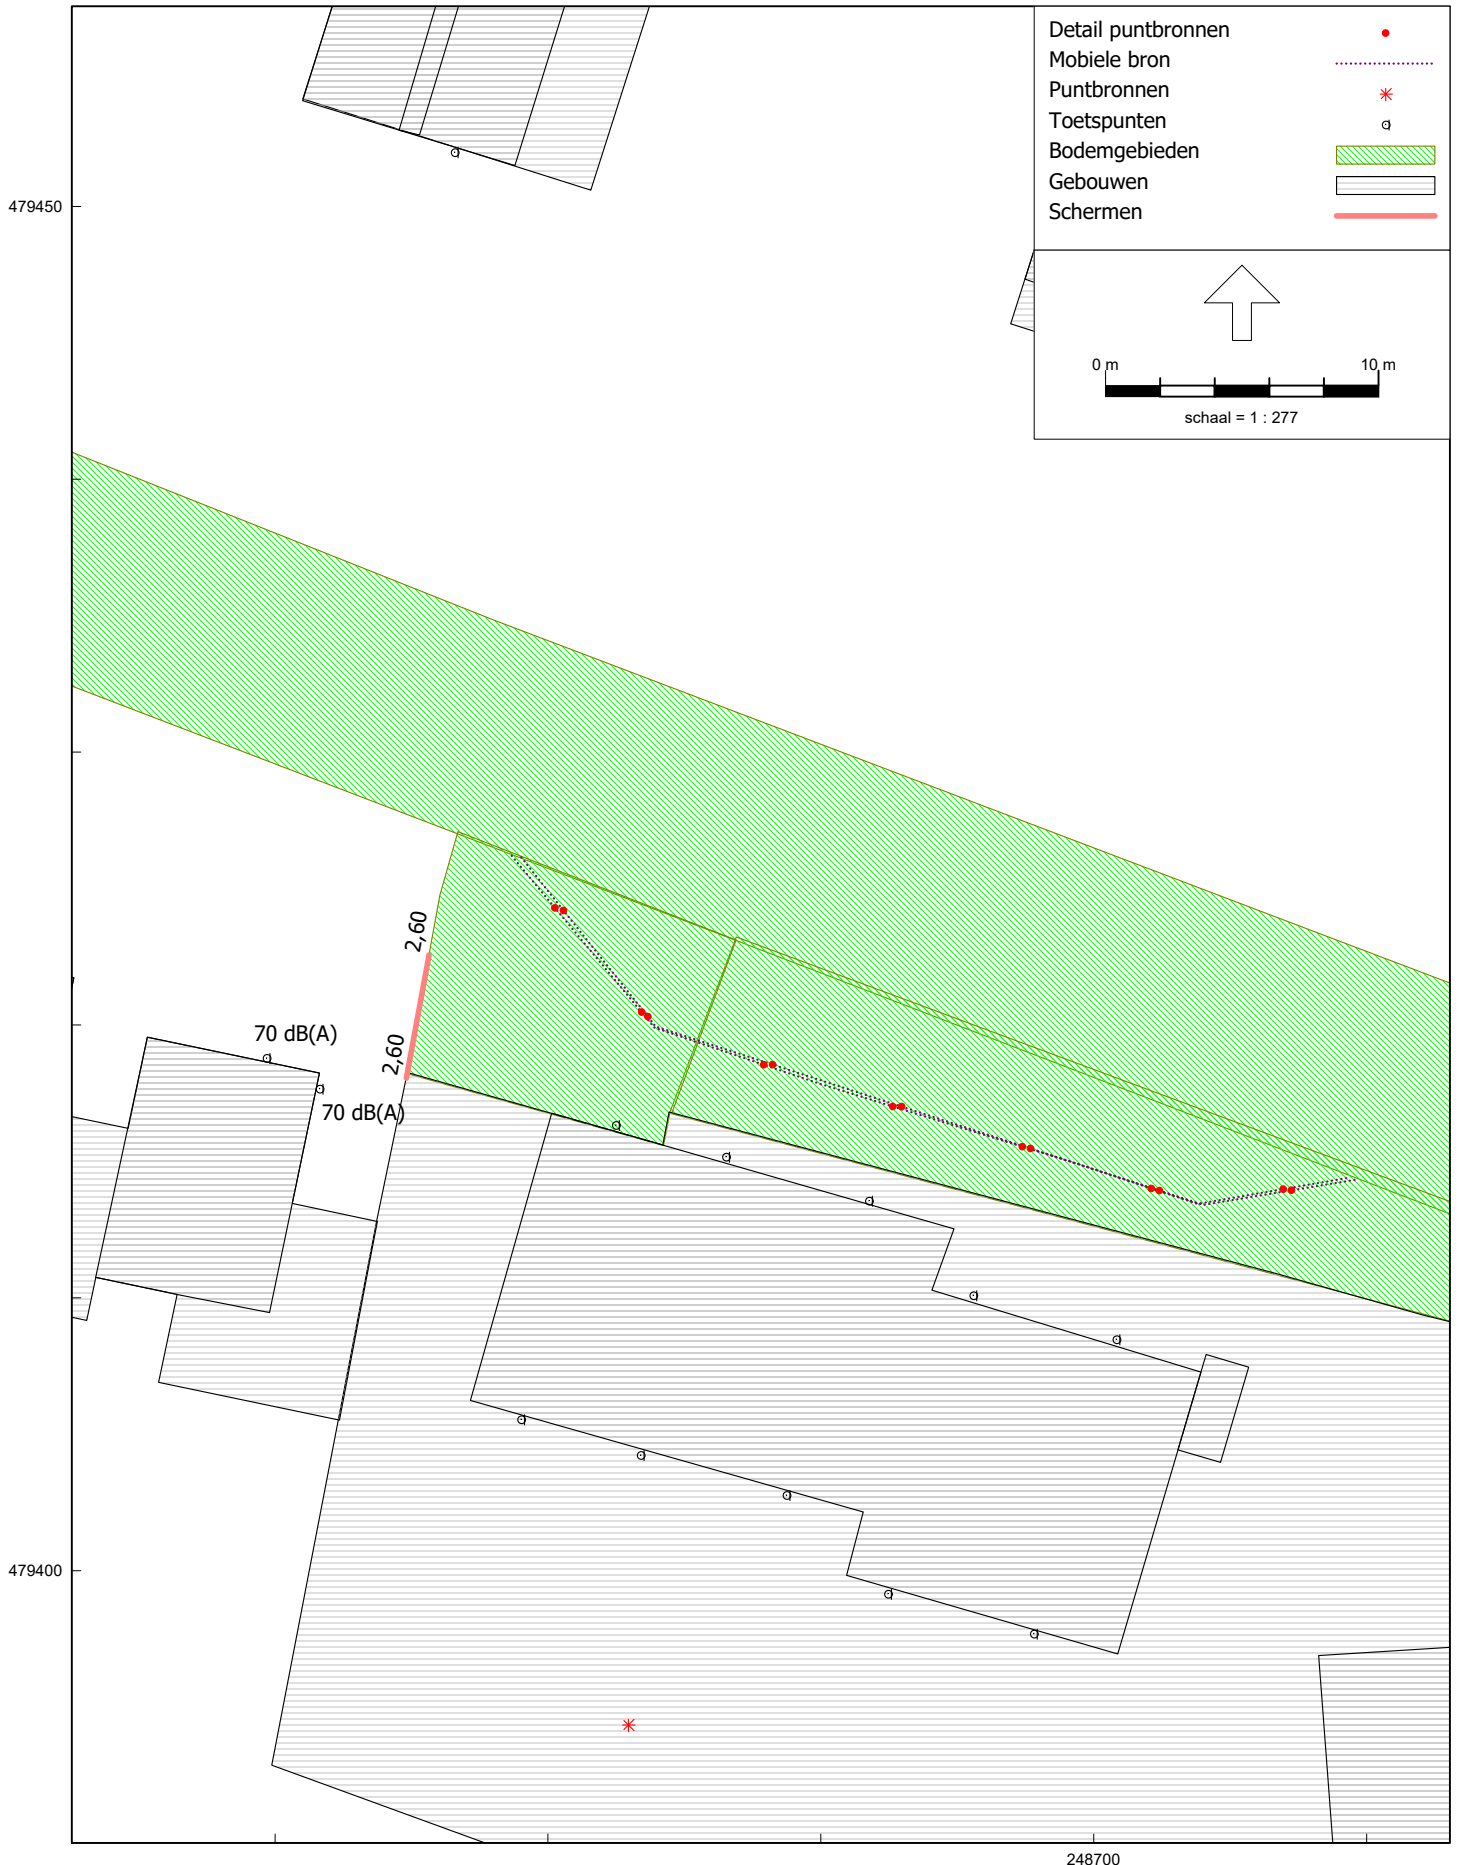 Detail puntbronnen
Mobiele bron
Puntbronnen
Toetspunten
Bodemgebieden
Gebouwen
Schermen
479450
0 m 10 m
schaal = 1 : 277
2,60
2,60
70 dB(A)
70 dB(A)
479400
248700